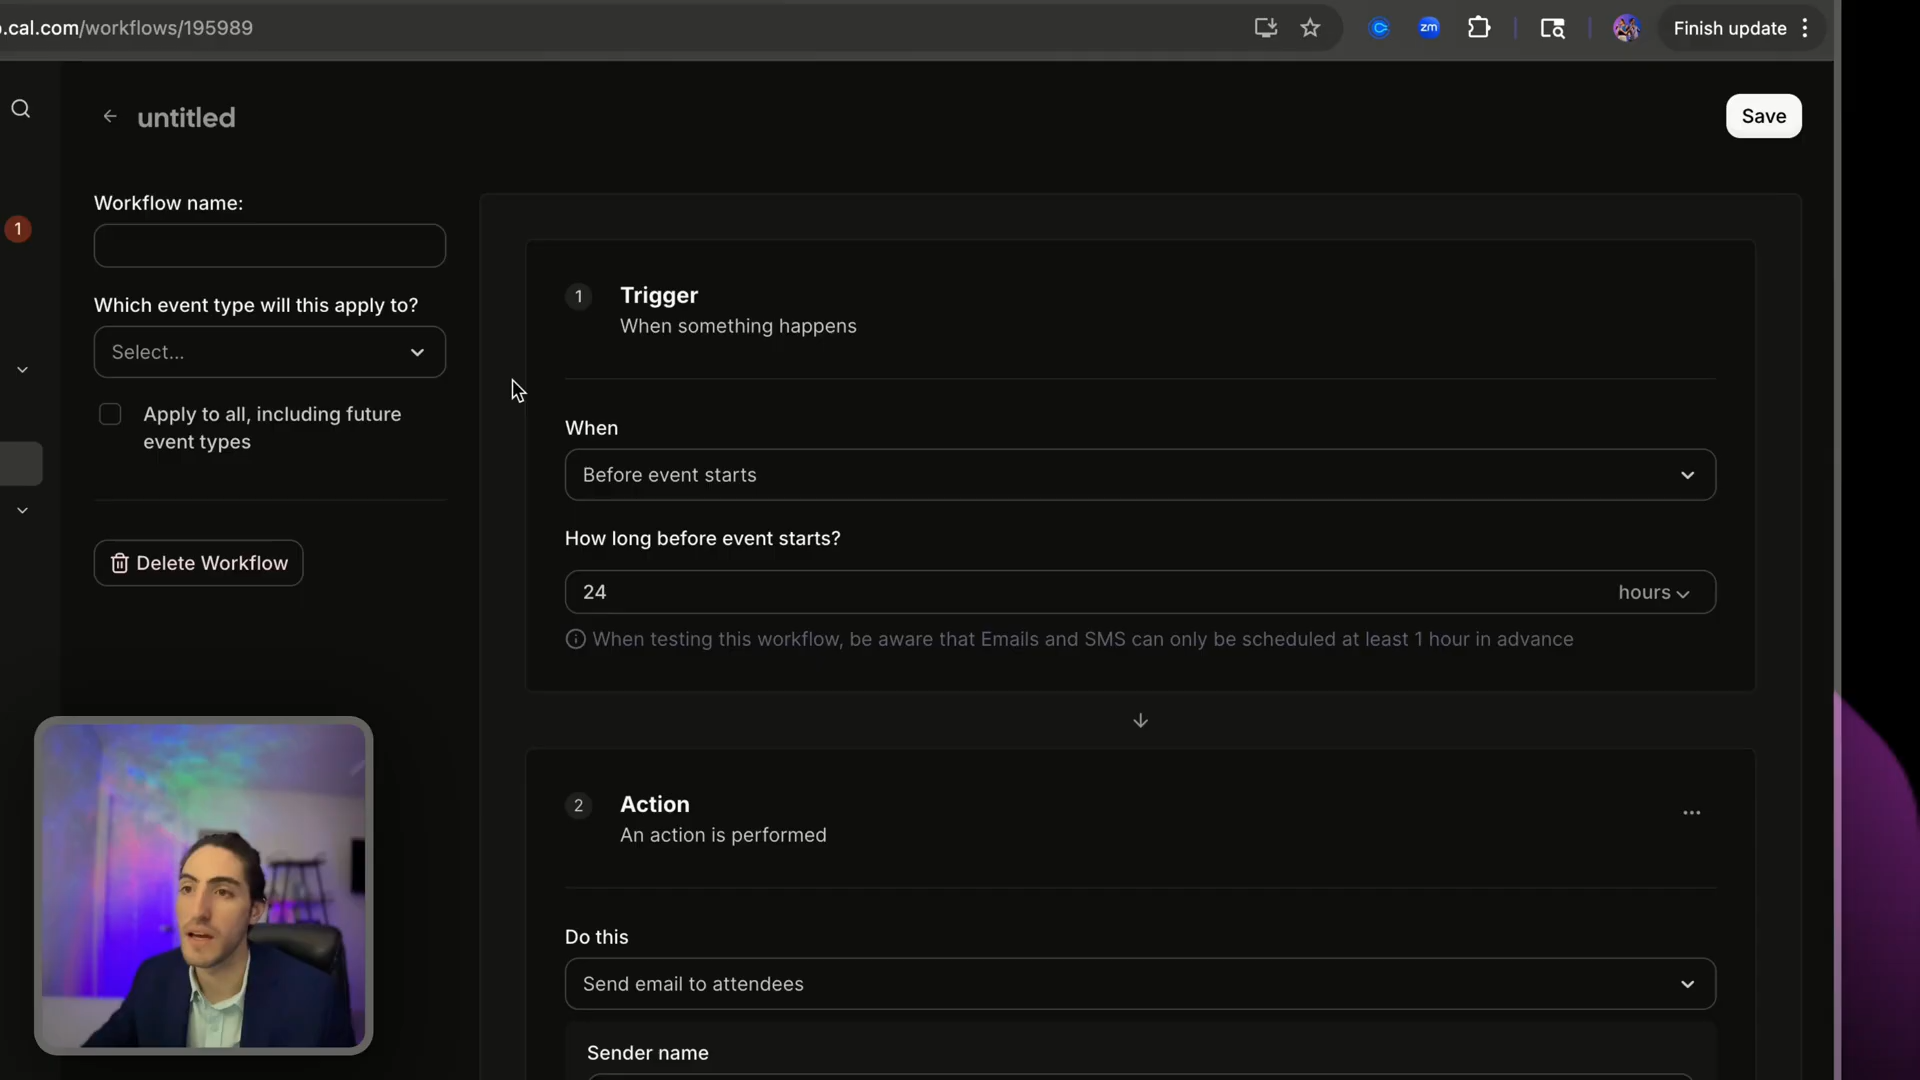 .cal.com/workflows/195989
zm
Finish update
untitled
Save
Workflow name:
1
Which event type will this apply to?
Select...
Apply to all, including future
event types
Delete Workflow
1
Trigger
When something happens
When
Before event starts
How long before event starts?
24
hours
When testing this workflow, be aware that Emails and SMS can only be scheduled at least 1 hour in advance
2
Action
An action is performed
Do this
Send email to attendees
Sender name